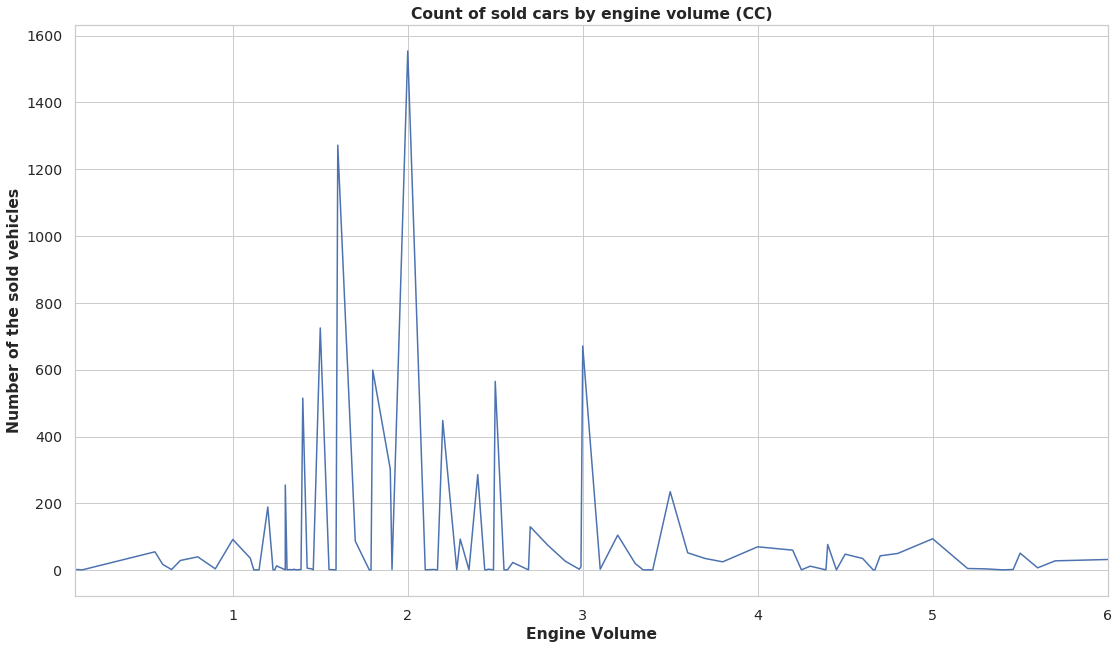 Count of sold cars by engine volume (CC)
1600
1400
1200
1000
800
600
400
200
0
Number of the sold vehicles
1 2 3 4 5 6
Engine Volume